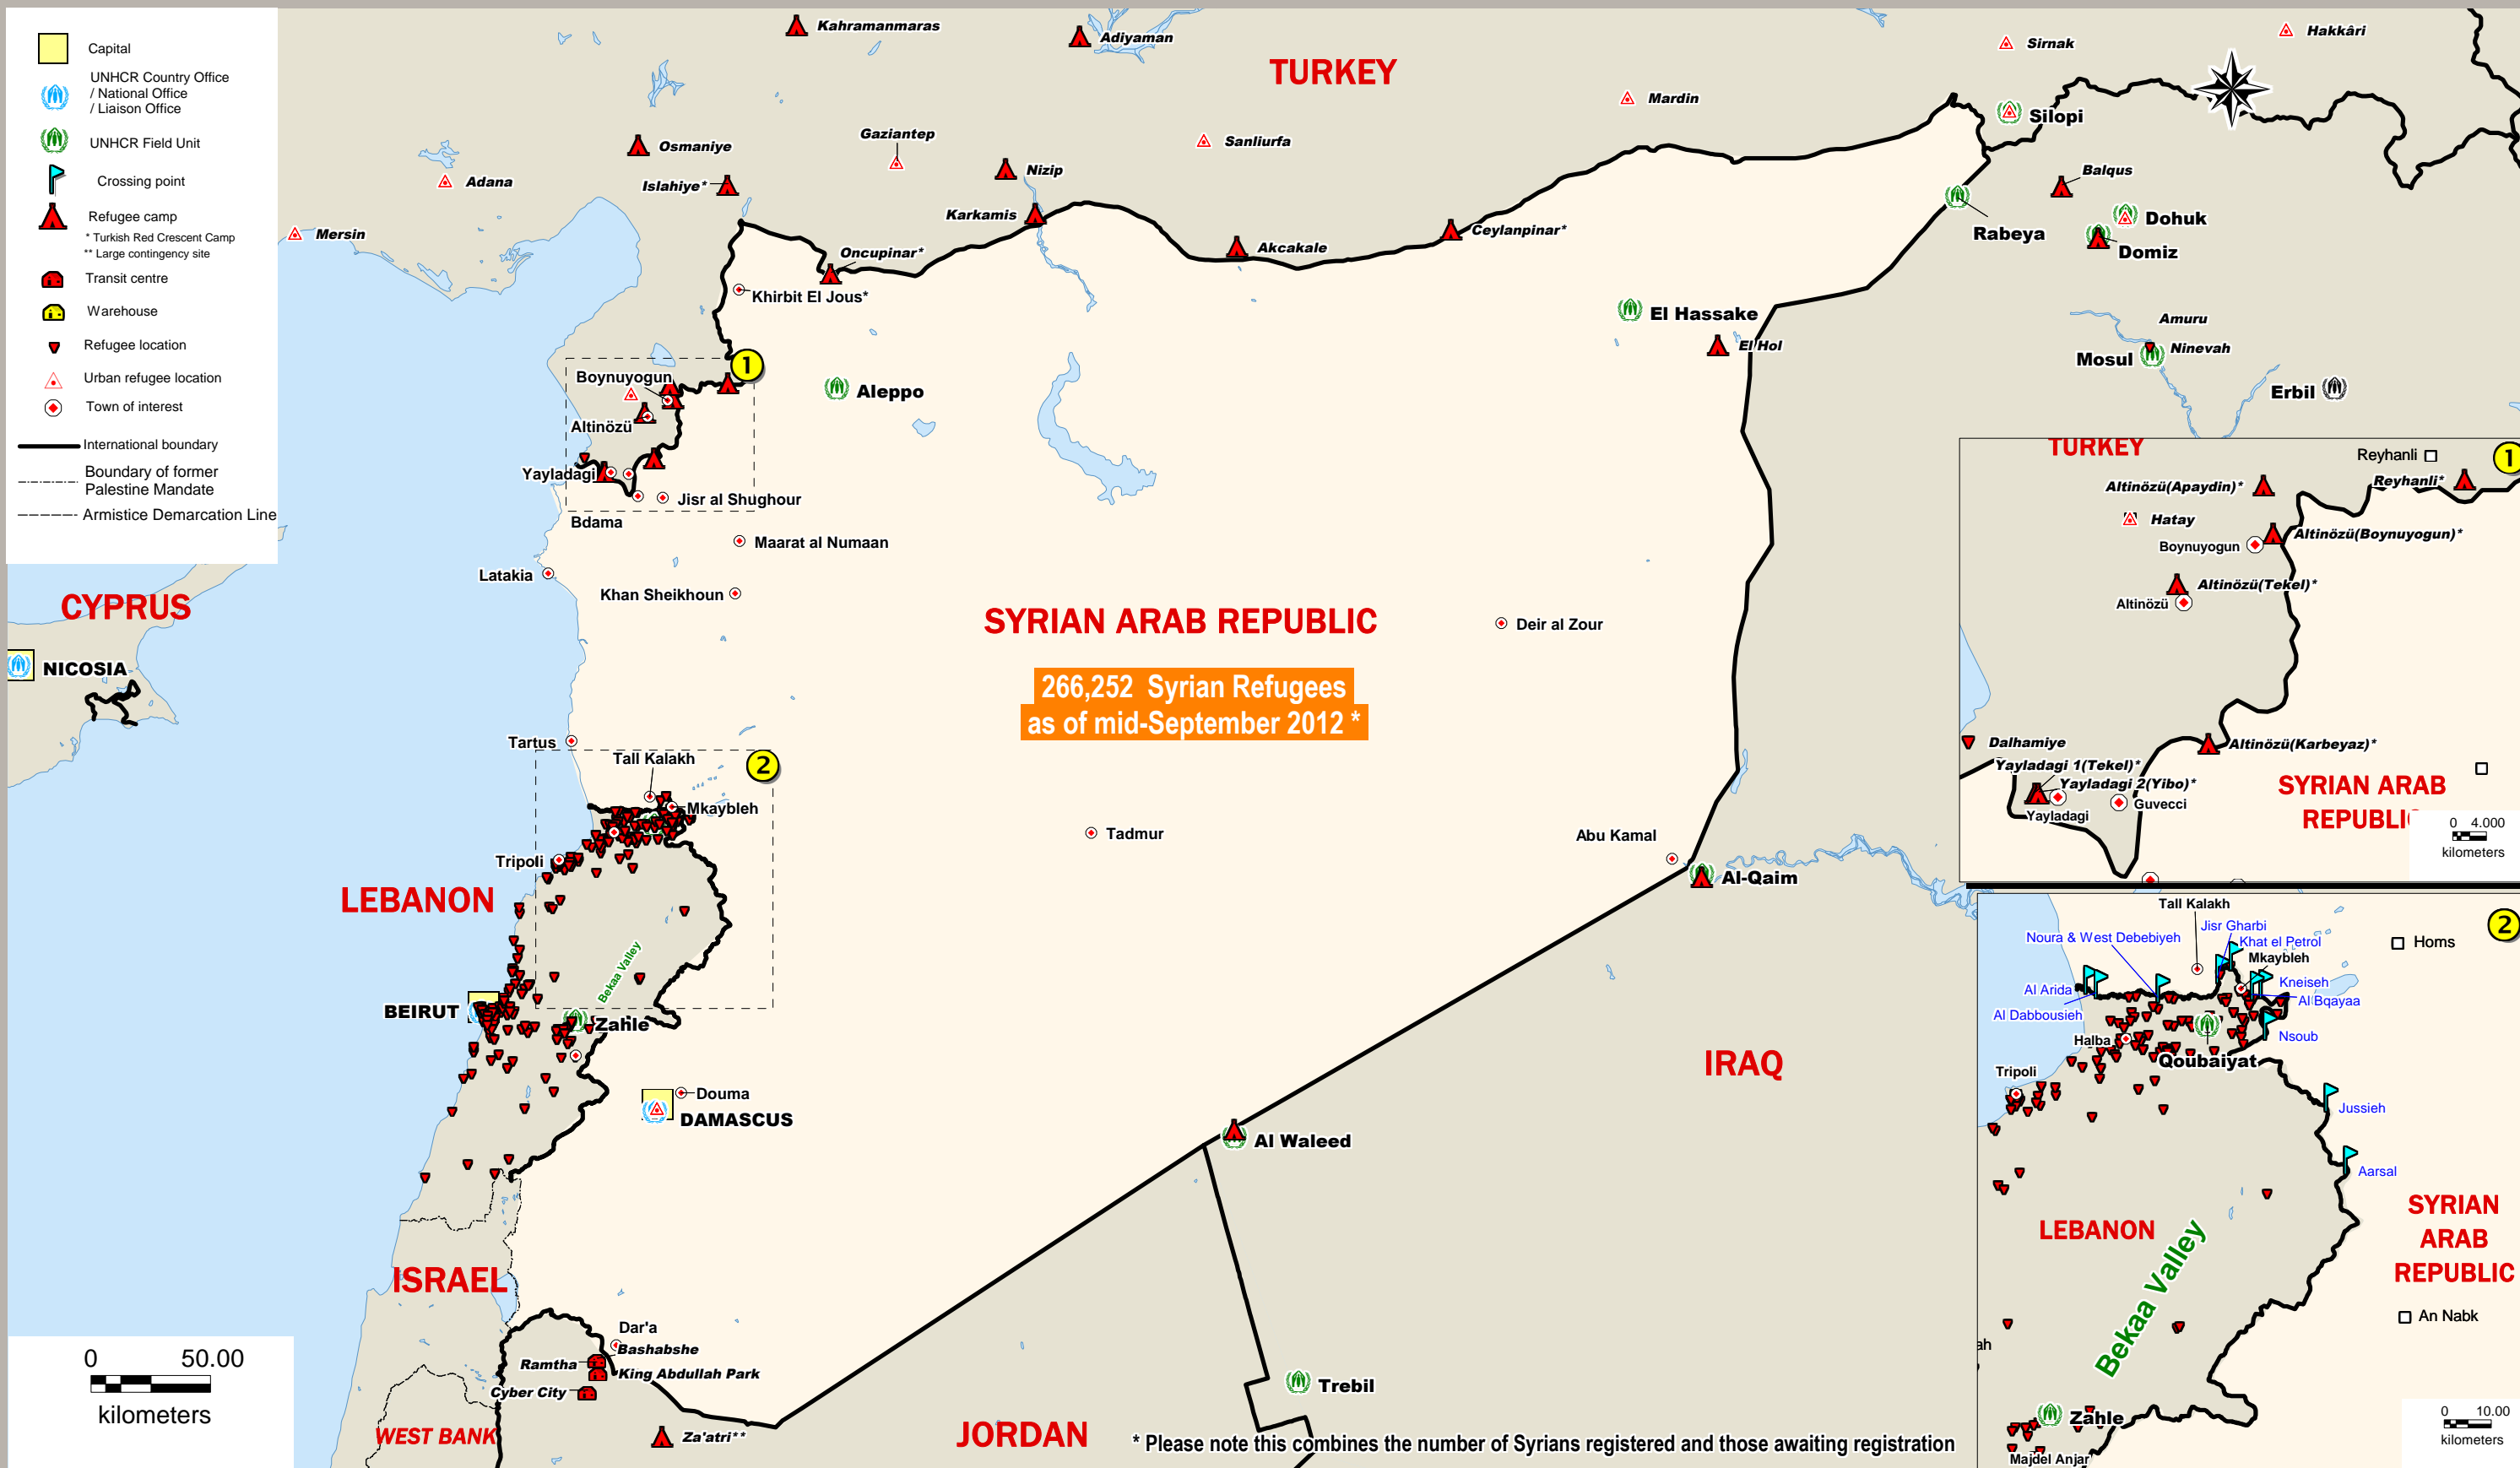 Capital
UNHCR Country Office
/ National Office
/ Liaison Office
UNHCR Field Unit
Crossing point
Refugee camp
* Turkish Red Crescent Camp
** Large contingency site
Transit centre
Warehouse
Refugee location
Urban refugee location
Town of interest
International boundary
Boundary of former
Palestine Mandate
Armistice Demarcation Line
Kahramanmaras
Adiyaman
TURKEY
Sirnak
Hakkâri
Mardin
Silopi
Osmaniye
Gaziantep
Sanliurfa
Nizip
Adana
Islahiye*
Balqus
Karkamis
Dohuk
Mersin
Ceylanpinar*
Rabeya
Oncupinar*
Akcakale
Domiz
Khirbit El Jous*
El Hassake
Amuru
El Hol
Ninevah
Mosul
1
Boynuyogun
Aleppo
Erbil
Altinözü
Yayladagi
Jisr al Shughour
Bdama
Maarat al Numaan
Latakia
Khan Sheikhoun
CYPRUS
SYRIAN ARAB REPUBLIC
Deir al Zour
NICOSIA
266,252 Syrian Refugees
as of mid-September 2012 *
Tartus
Tall Kalakh
2
Mkaybleh
Tadmur
Abu Kamal
Tripoli
Al-Qaim
LEBANON
Bekaa Valley
BEIRUT
Zahle
IRAQ
Douma
DAMASCUS
Al Waleed
ISRAEL
Dar'a
Bashabshe
Ramtha
King Abdullah Park
Cyber City
Trebil
WEST BANK
Za'atri**
JORDAN
* Please note this combines the number of Syrians registered and those awaiting registration
0 50.00
kilometers
TURKEY
Reyhanli
1
Altinözü(Apaydin)*
Reyhanli*
Hatay
Altinözü(Boynuyogun)*
Boynuyogun
Altinözü(Tekel)*
Altinözü
Dalhamiye
Altinözü(Karbeyaz)*
Yayladagi 1(Tekel)*
Yayladagi 2(Yibo)*
Guvecci
Yayladagi
SYRIAN ARAB
REPUBLIC
0 4.000
kilometers
Tall Kalakh
2
Jisr Gharbi
Noura & West Debebiyeh
Khat el Petrol
Homs
Mkaybleh
Kneiseh
Al Arida
Al Bqayaa
Al Dabbousieh
Nsoub
Halba
Qoubaiyat
Tripoli
Jussieh
Aarsal
SYRIAN
ARAB
REPUBLIC
LEBANON
Bekaa Valley
An Nabk
ah
Zahle
Majdel Anjar
0 10.00
kilometers